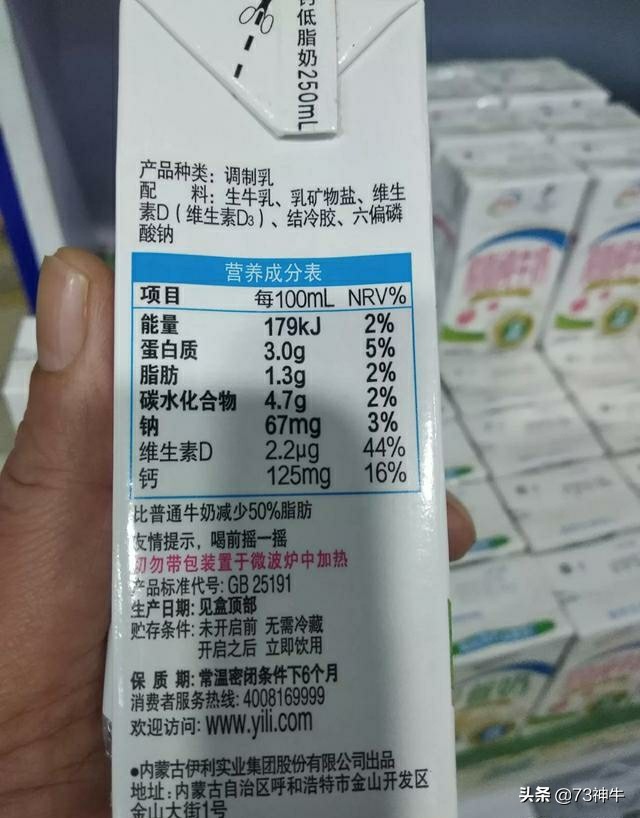 低脂奶250mL
产品种类：调制乳
配 料：生牛乳、乳矿物盐、维生
素D（维生素D₃）、结冷胶、六偏磷
酸钠
营养成分表
项目 每100mL NRV%
能量 179kJ 2%
蛋白质 3.0g 5%
脂肪 1.3g 2%
碳水化合物 4.7g 2%
钠 67mg 3%
维生素D 2.2μg 44%
钙 125mg 16%
比普通牛奶减少50%脂肪
友情提示，喝前摇一摇
切勿带包装置于微波炉中加热
产品标准代号: GB 25191
生产日期: 见盒顶部
贮存条件: 未开启前 无需冷藏
开启之后 立即饮用
保 质 期: 常温密闭条件下6个月
消费者服务热线: 4008169999
欢迎访问: www.yili.com
●内蒙古伊利实业集团股份有限公司出品
地址: 内蒙古自治区呼和浩特市金山开发区
金山大街1号
头条 @73神牛